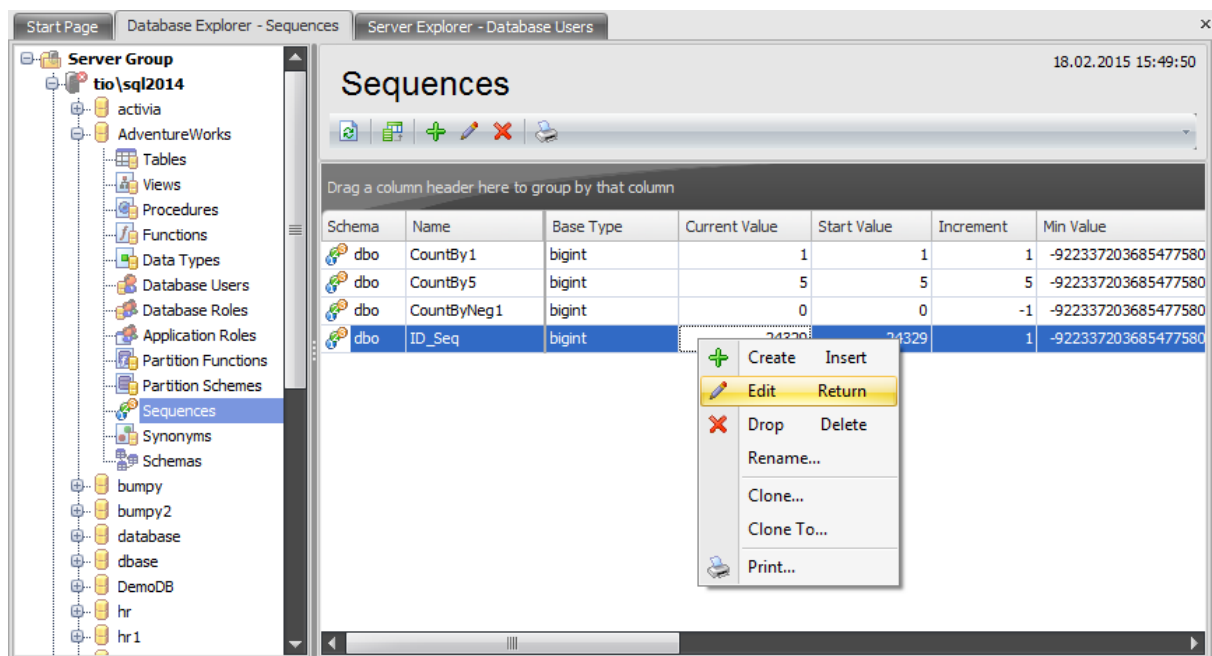 Start Page Database Explorer - Sequences Server Explorer - Database Users
Server Group
tio\sql2014
activia
AdventureWorks
Tables
Views
Procedures
Functions
Data Types
Database Users
Database Roles
Application Roles
Partition Functions
Partition Schemes
Sequences
Synonyms
Schemas
bumpy
bumpy2
database
dbase
DemoDB
hr
hr1
18.02.2015 15:49:50
Sequences
Drag a column header here to group by that column
Schema Name Base Type Current Value Start Value Increment Min Value
dbo CountBy1 bigint 1 1 1 -922337203685477580
dbo CountBy5 bigint 5 5 5 -922337203685477580
dbo CountByNeg1 bigint 0 0 -1 -922337203685477580
dbo ID_Seq bigint 24329 24329 1 -922337203685477580
Create Insert
Edit Return
Drop Delete
Rename...
Clone...
Clone To...
Print...